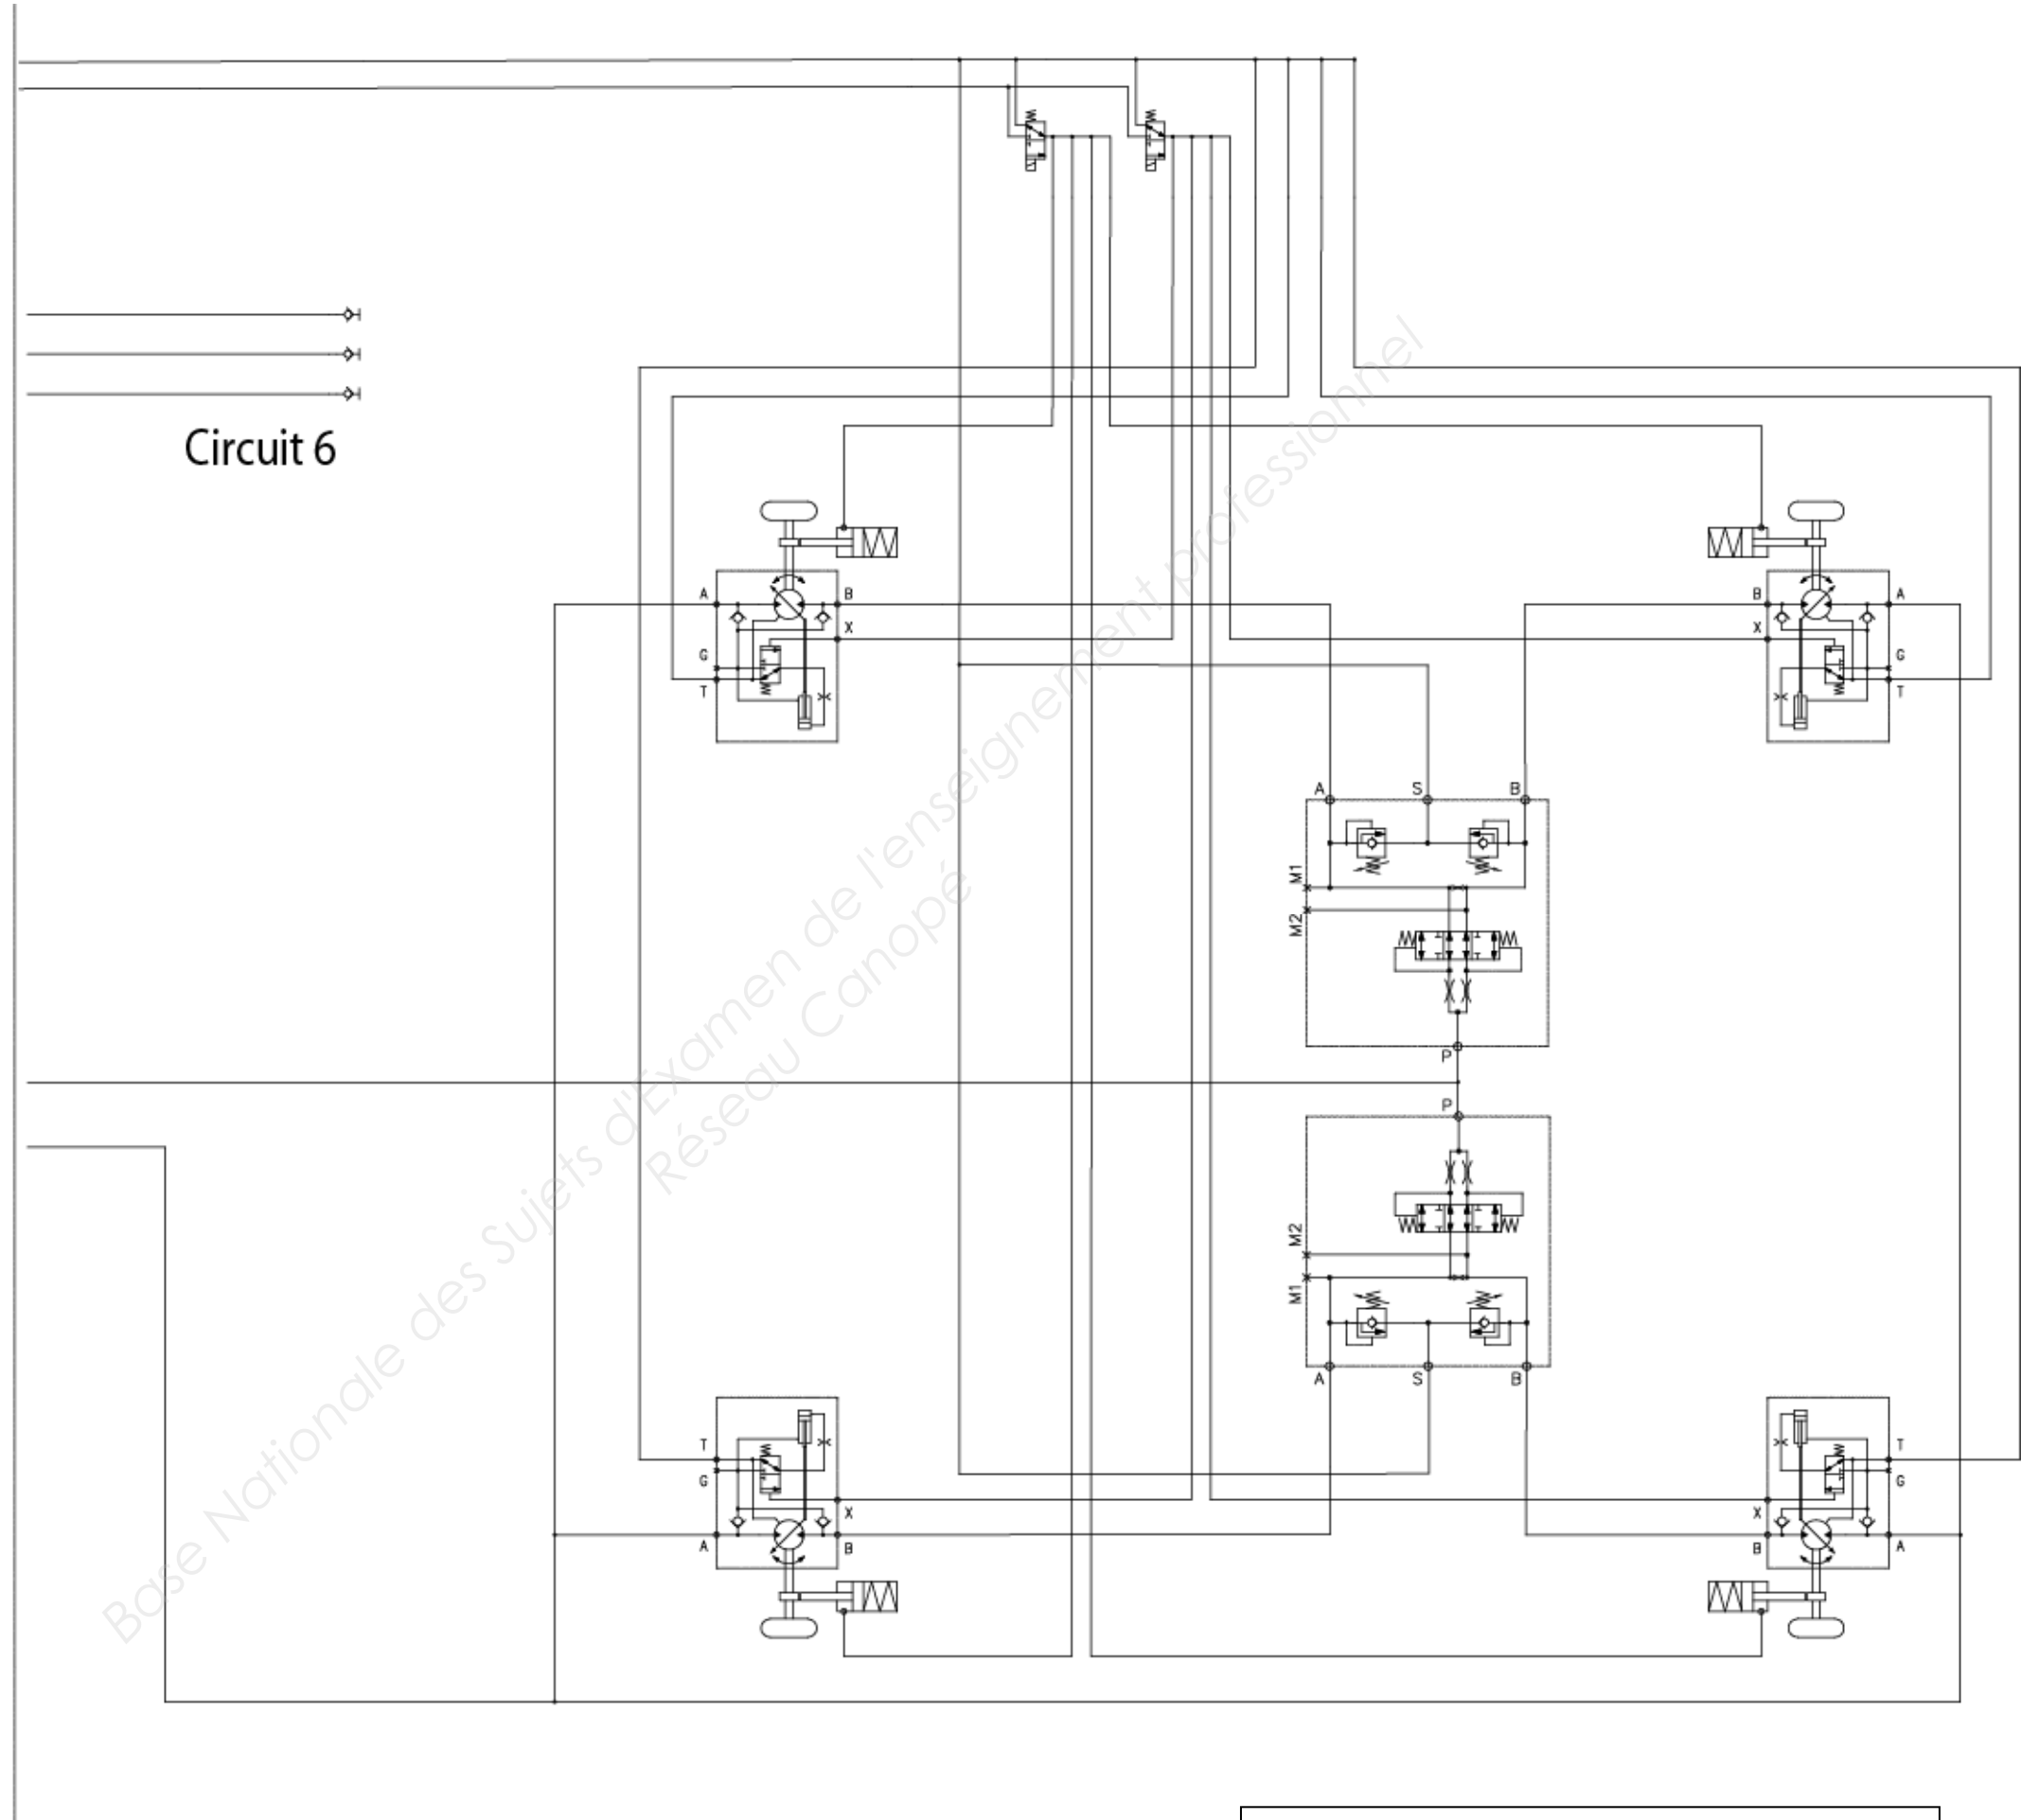 Circuit 6
A
B
X
G
T
B
A
X
G
T
A
S
B
M1
M2
P
P
M2
M1
A
S
B
T
G
X
A
B
T
G
X
B
A
Base Nationale des Sujets d'Examen de l'enseignement professionnel
Réseau Canopé